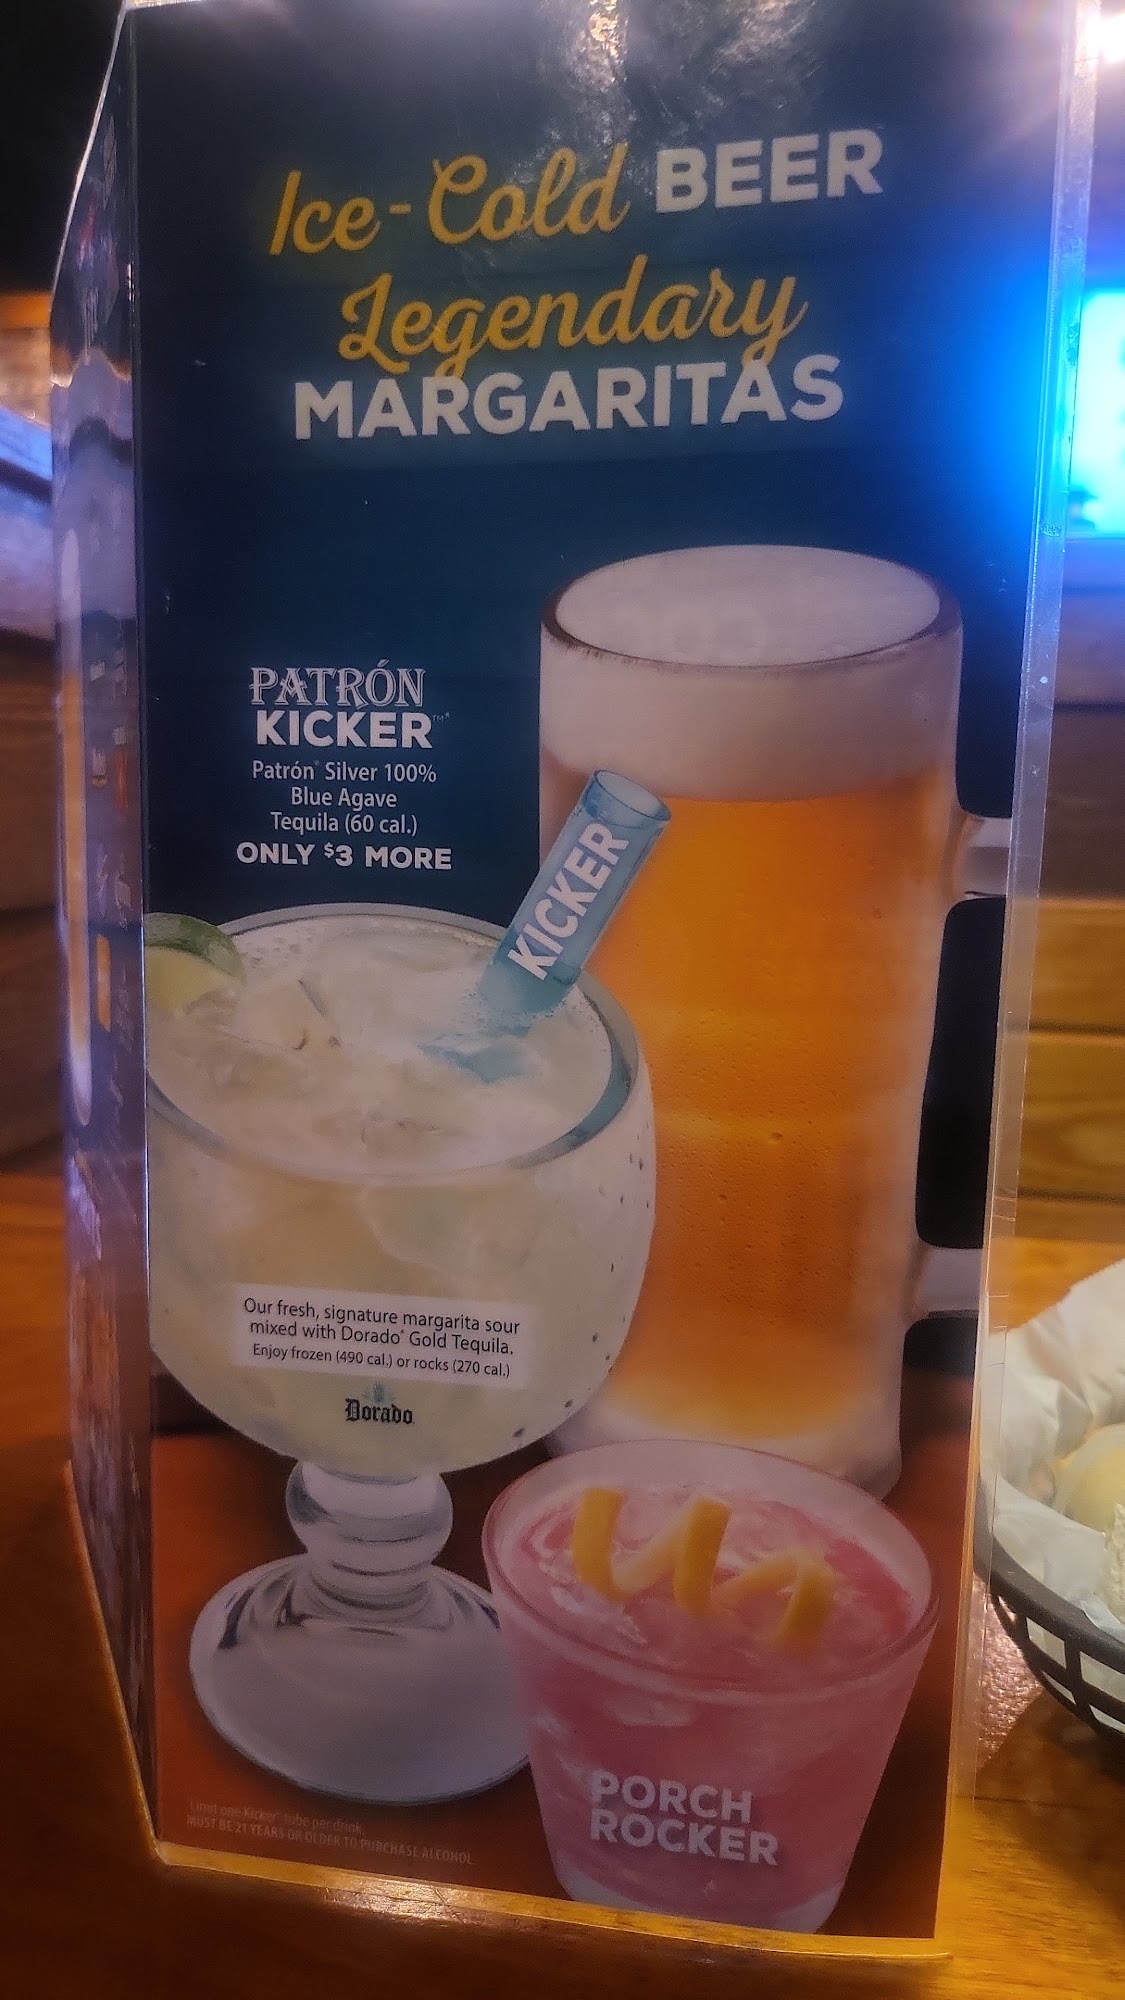 Ice-Cold BEER
Legendary
MARGARITAS
PATRÓN
KICKER™*
Patrón® Silver 100%
Blue Agave
Tequila (60 cal.)
ONLY $3 MORE
KICKER
Our fresh, signature margarita sour
mixed with Dorado® Gold Tequila.
Enjoy frozen (490 cal.) or rocks (270 cal.)
Dorado
PORCH
ROCKER
Limit one Kicker® tube per drink.
MUST BE 21 YEARS OR OLDER TO PURCHASE ALCOHOL